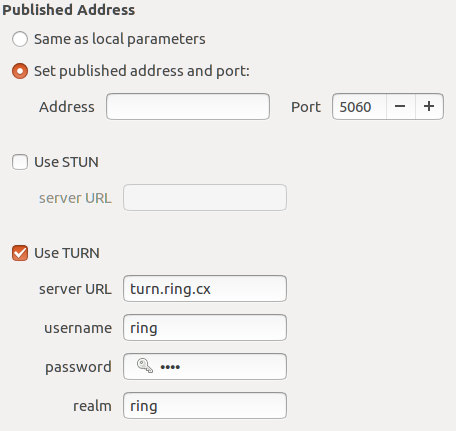 Published Address
Same as local parameters
Set published address and port:
Address Port 5060
Use STUN
server URL
Use TURN
server URL turn.ring.cx
username ring
password ••••
realm ring